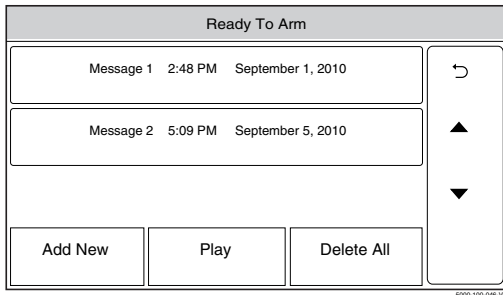 Ready To Arm
Message 1 2:48 PM September 1, 2010
Message 2 5:09 PM September 5, 2010
Add New Play Delete All